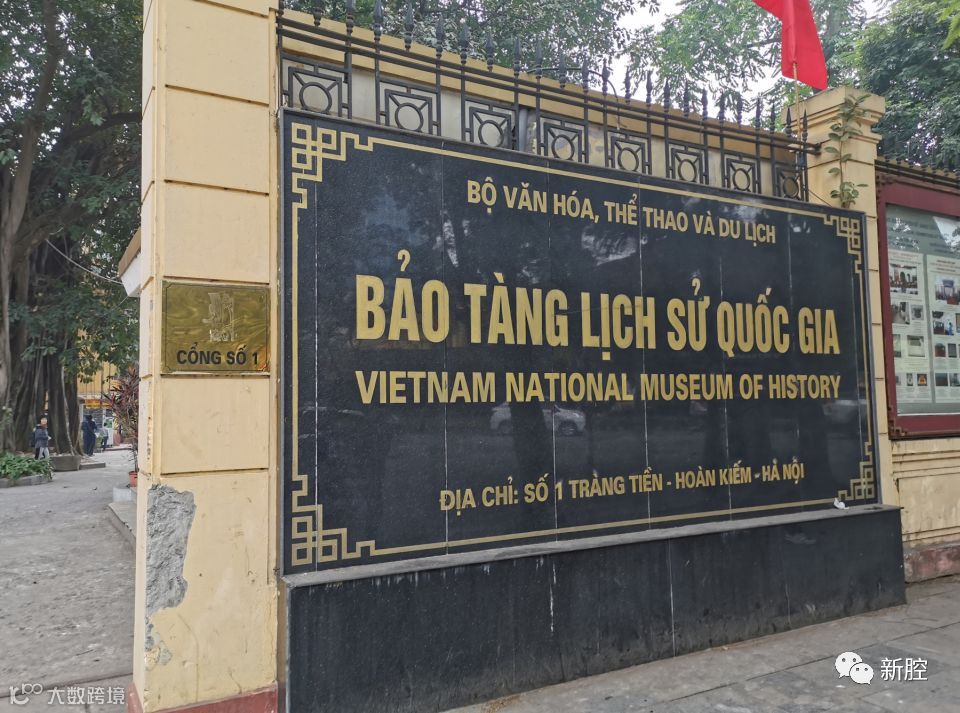 BỘ VĂN HÓA, THỂ THAO VÀ DU LỊCH
BẢO TÀNG LỊCH SỬ QUỐC GIA
VIETNAM NATIONAL MUSEUM OF HISTORY
ĐỊA CHỈ: SỐ 1 TRÀNG TIỀN - HOÀN KIẾM - HÀ NỘI
CỔNG SỐ 1
新腔
大数跨境